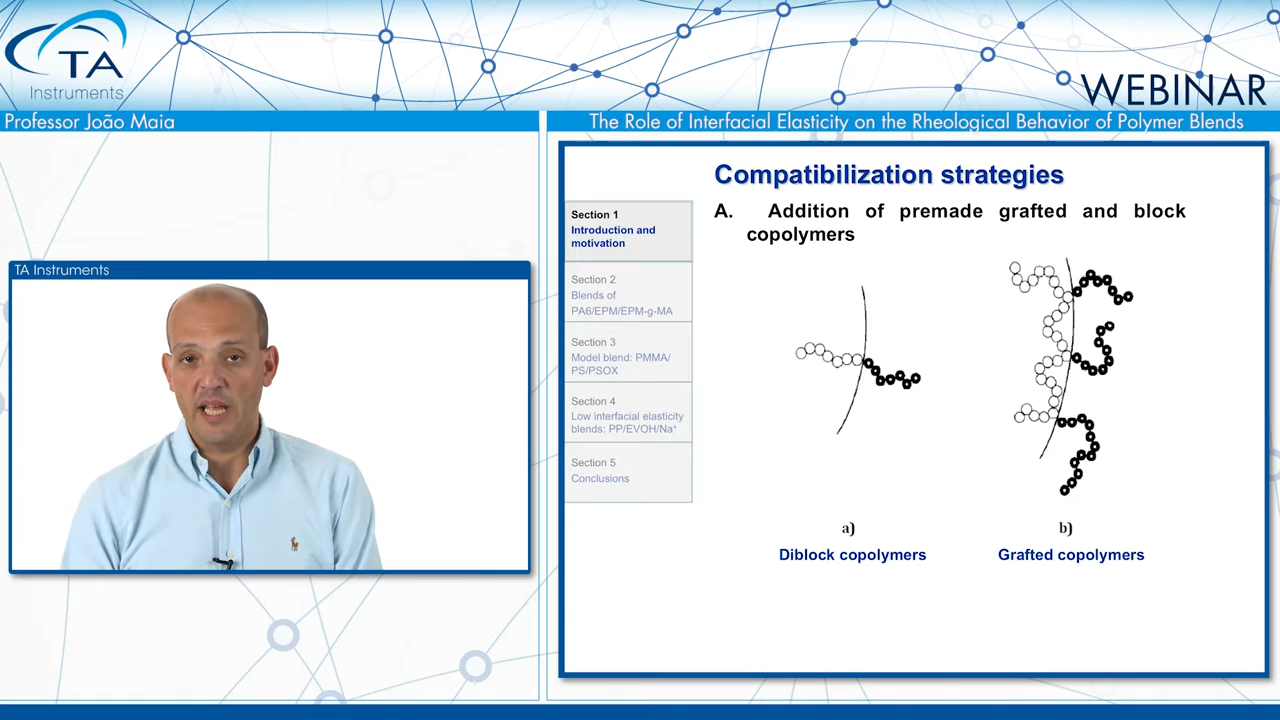 TA
Instruments
WEBINAR
Professor João Maia
The Role of Interfacial Elasticity on the Rheological Behavior of Polymer Blends
TA Instruments
Compatibilization strategies
Section 1
Introduction and
motivation
Section 2
Blends of
PA6/EPM/EPM-g-MA
Section 3
Model blend: PMMA/
PS/PSOX
Section 4
Low interfacial elasticity
blends: PP/EVOH/Na⁺
Section 5
Conclusions
A. Addition of premade grafted and block
copolymers
a)
b)
Diblock copolymers
Grafted copolymers